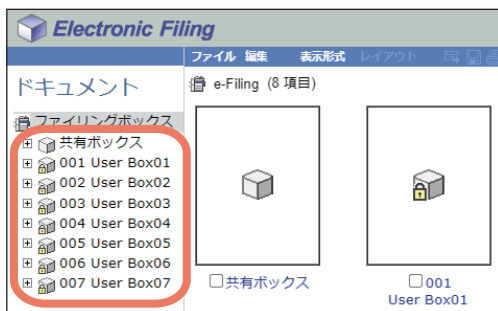 Electronic Filing
ファイル 編集 表示形式 レイアウト
ドキュメント
e-Filing (8 項目)
ファイリングボックス
共有ボックス
001 User Box01
002 User Box02
003 User Box03
004 User Box04
005 User Box05
006 User Box06
007 User Box07
共有ボックス
001
User Box01